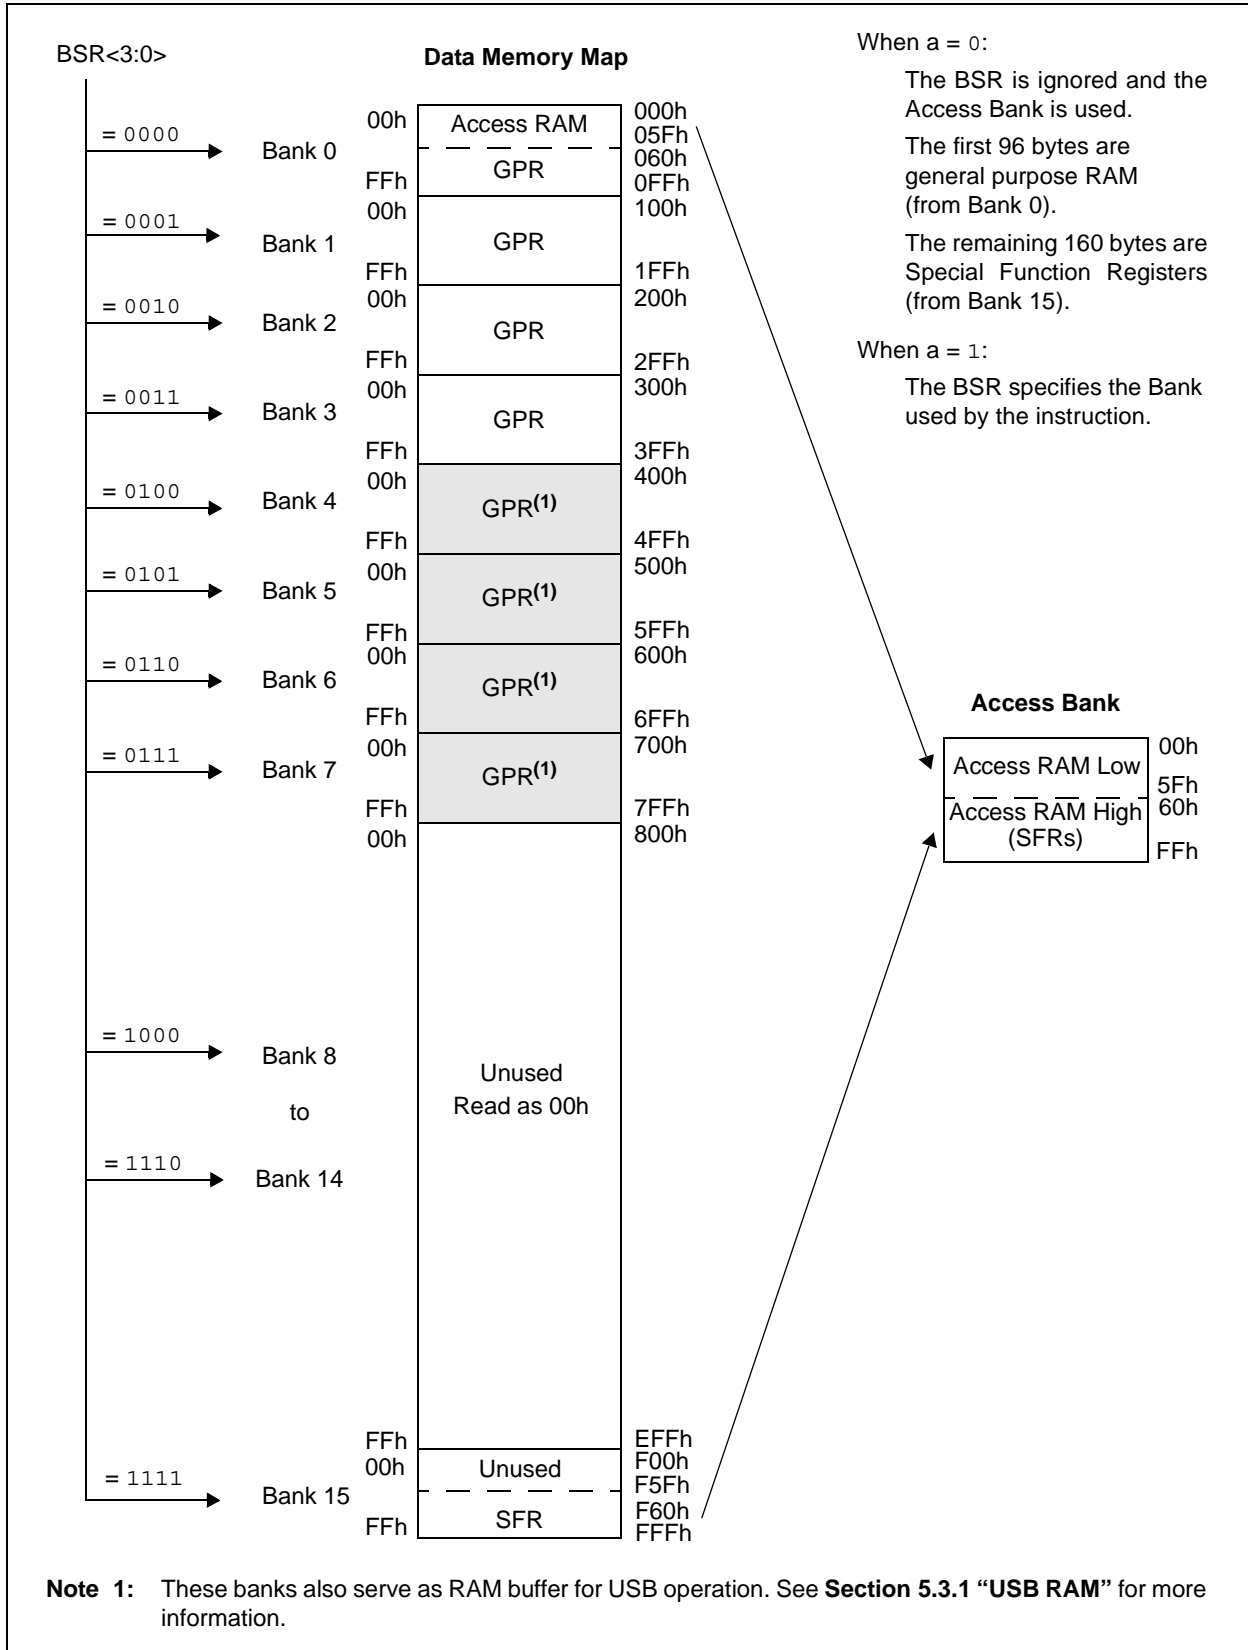 BSR<3:0>
Data Memory Map
= 0000
Bank 0
00h
Access RAM
000h
05Fh
GPR
060h
FFh
0FFh
= 0001
Bank 1
00h
GPR
100h
FFh
1FFh
= 0010
Bank 2
00h
GPR
200h
FFh
2FFh
= 0011
Bank 3
00h
GPR
300h
FFh
3FFh
= 0100
Bank 4
00h
GPR(1)
400h
FFh
4FFh
= 0101
Bank 5
00h
GPR(1)
500h
FFh
5FFh
= 0110
Bank 6
00h
GPR(1)
600h
FFh
6FFh
= 0111
Bank 7
00h
GPR(1)
700h
FFh
7FFh
00h
800h
= 1000
Bank 8
to
= 1110
Bank 14
Unused
Read as 00h
FFh
EFFh
= 1111
Bank 15
00h
Unused
F00h
F5Fh
SFR
F60h
FFh
FFFh
When a = 0:
The BSR is ignored and the
Access Bank is used.
The first 96 bytes are
general purpose RAM
(from Bank 0).
The remaining 160 bytes are
Special Function Registers
(from Bank 15).
When a = 1:
The BSR specifies the Bank
used by the instruction.
Access Bank
Access RAM Low
00h
5Fh
Access RAM High
(SFRs)
60h
FFh
Note 1: These banks also serve as RAM buffer for USB operation. See Section 5.3.1 “USB RAM” for more
information.